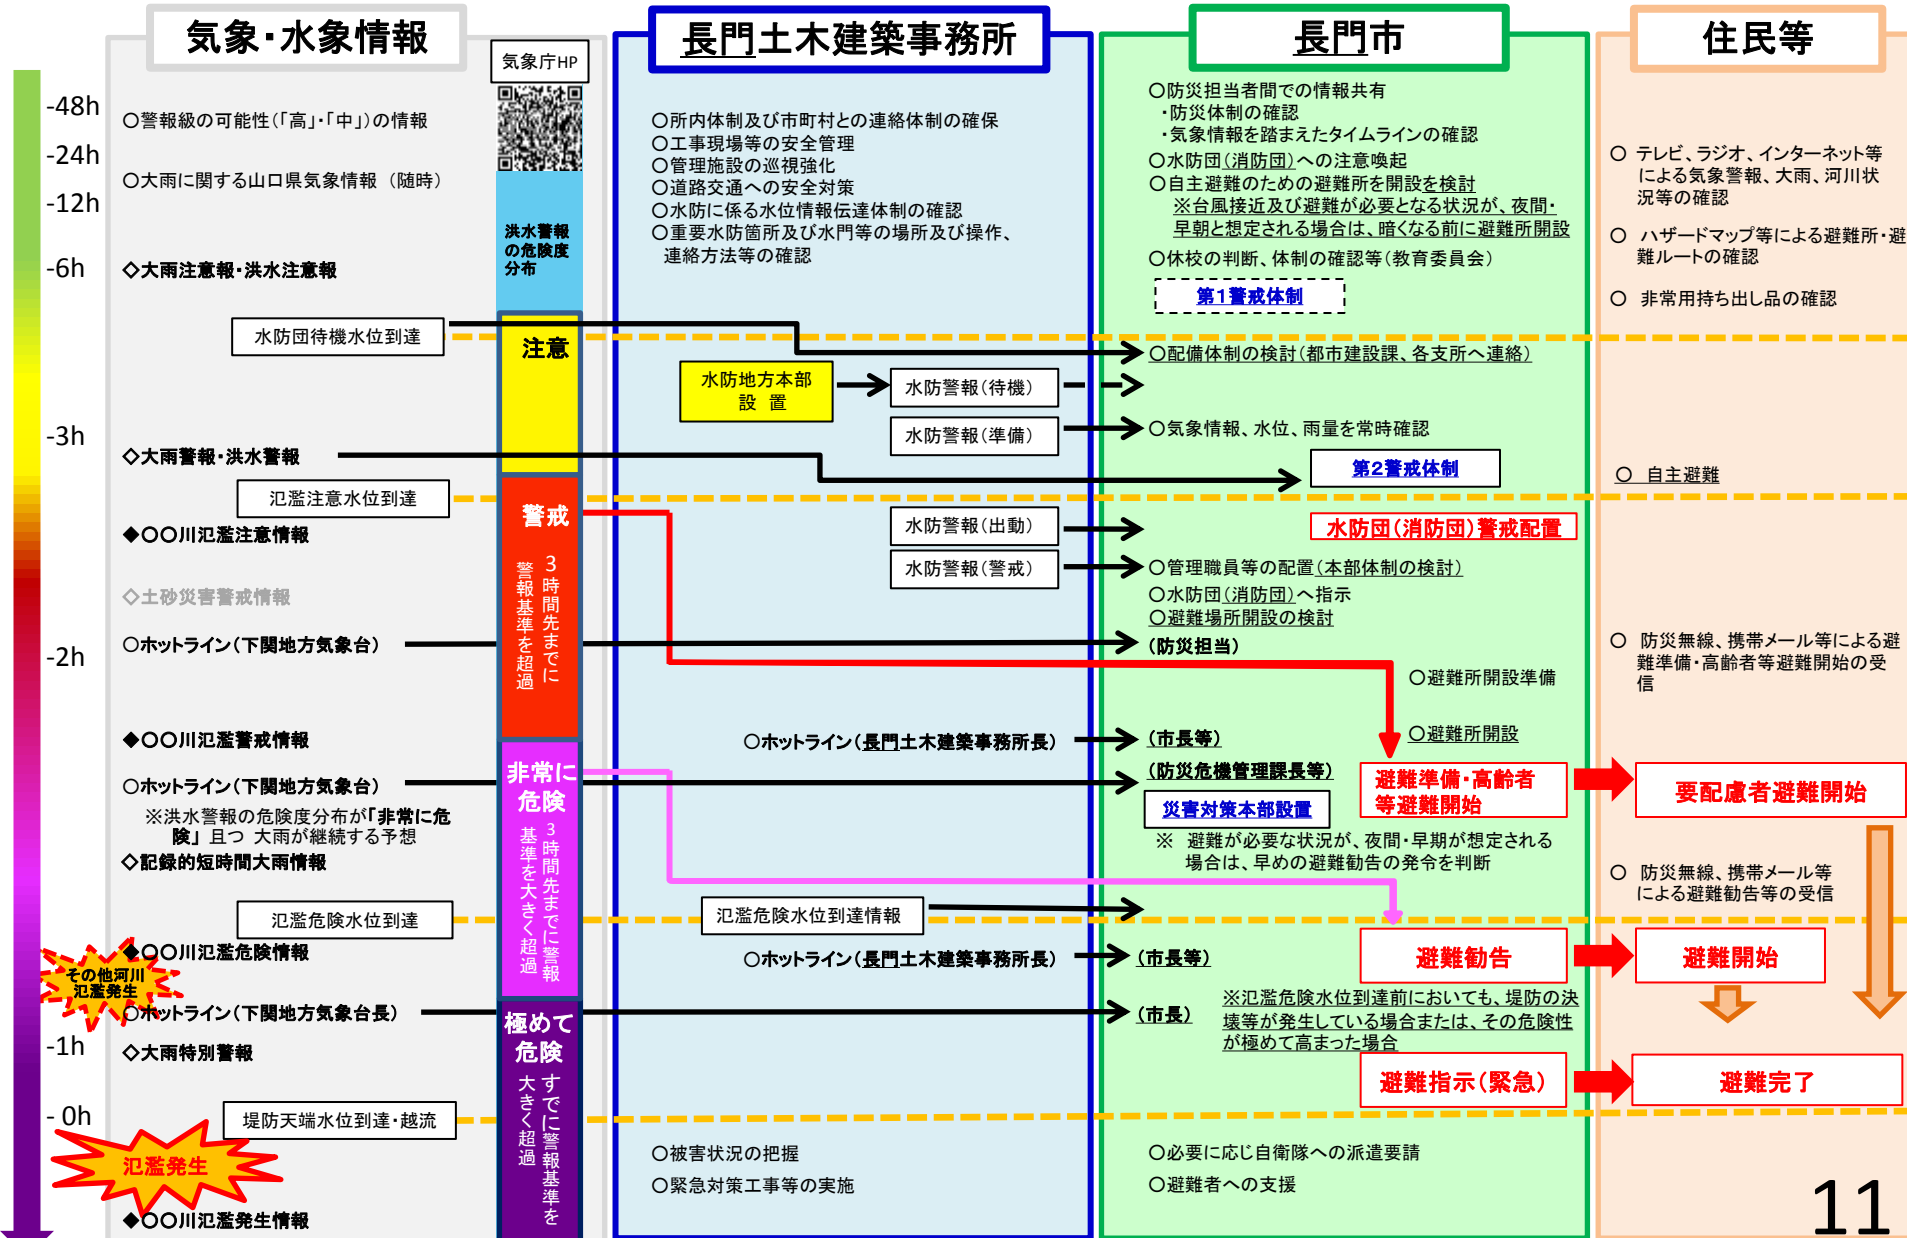 気象・水象情報
長門土木建築事務所
長門市
住民等
-48h
-24h
-12h
-6h
-3h
-2h
-1h
- 0h
○警報級の可能性(「高」・「中」)の情報
○大雨に関する山口県気象情報 (随時)
◇大雨注意報・洪水注意報
水防団待機水位到達
◇大雨警報・洪水警報
氾濫注意水位到達
◆○○川氾濫注意情報
◇土砂災害警戒情報
○ホットライン(下関地方気象台)
◆○○川氾濫警戒情報
○ホットライン(下関地方気象台)
※洪水警報の危険度分布が「非常に危
険」 且つ 大雨が継続する予想
◇記録的短時間大雨情報
氾濫危険水位到達
◆○○川氾濫危険情報
その他河川
氾濫発生
○ホットライン(下関地方気象台長)
◇大雨特別警報
堤防天端水位到達・越流
氾濫発生
◆○○川氾濫発生情報
気象庁HP
洪水警報
の危険度
分布
注意
警戒
3時間先までに
警報基準を超過
非常に
危険
3時間先までに警報
基準を大きく超過
極めて
危険
すでに警報基準を
大きく超過
○所内体制及び市町村との連絡体制の確保
○工事現場等の安全管理
○管理施設の巡視強化
○道路交通への安全対策
○水防に係る水位情報伝達体制の確認
○重要水防箇所及び水門等の場所及び操作、
連絡方法等の確認
水防地方本部
設 置
水防警報(待機)
水防警報(準備)
水防警報(出動)
水防警報(警戒)
○ホットライン(長門土木建築事務所長)
氾濫危険水位到達情報
○ホットライン(長門土木建築事務所長)
○被害状況の把握
○緊急対策工事等の実施
○防災担当者間での情報共有
・防災体制の確認
・気象情報を踏まえたタイムラインの確認
○水防団(消防団)への注意喚起
○自主避難のための避難所を開設を検討
※台風接近及び避難が必要となる状況が、夜間・
早朝と想定される場合は、暗くなる前に避難所開設
○休校の判断、体制の確認等(教育委員会)
第1警戒体制
○配備体制の検討(都市建設課、各支所へ連絡)
○気象情報、水位、雨量を常時確認
第2警戒体制
水防団(消防団)警戒配置
○管理職員等の配置(本部体制の検討)
○水防団(消防団)へ指示
○避難場所開設の検討
(防災担当)
○避難所開設準備
(市長等)
○避難所開設
(防災危機管理課長等)
避難準備・高齢者
等避難開始
災害対策本部設置
※ 避難が必要な状況が、夜間・早期が想定される
場合は、早めの避難勧告の発令を判断
(市長等)
避難勧告
(市長)
※氾濫危険水位到達前においても、堤防の決
壊等が発生している場合または、その危険性
が極めて高まった場合
避難指示(緊急)
○必要に応じ自衛隊への派遣要請
○避難者への支援
○ テレビ、ラジオ、インターネット等
による気象警報、大雨、河川状
況等の確認
○ ハザードマップ等による避難所・避
難ルートの確認
○ 非常用持ち出し品の確認
○ 自主避難
○ 防災無線、携帯メール等による避
難準備・高齢者等避難開始の受
信
要配慮者避難開始
○ 防災無線、携帯メール等
による避難勧告等の受信
避難開始
避難完了
11